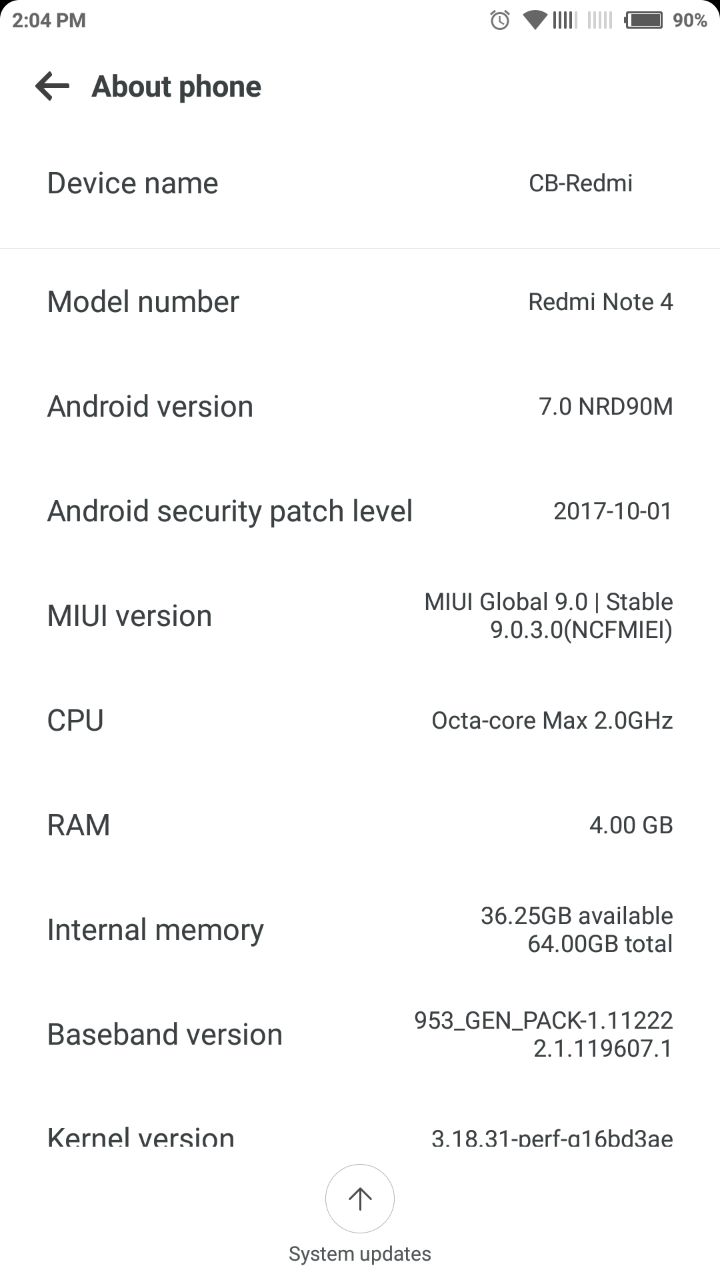 2:04 PM 90%
About phone
Device name CB-Redmi
Model number Redmi Note 4
Android version 7.0 NRD90M
Android security patch level 2017-10-01
MIUI version MIUI Global 9.0 | Stable
9.0.3.0(NCFMIEI)
CPU Octa-core Max 2.0GHz
RAM 4.00 GB
Internal memory 36.25GB available
64.00GB total
Baseband version 953_GEN_PACK-1.11222
2.1.119607.1
Kernel version 3.18.31-perf-g16bd3ae
System updates